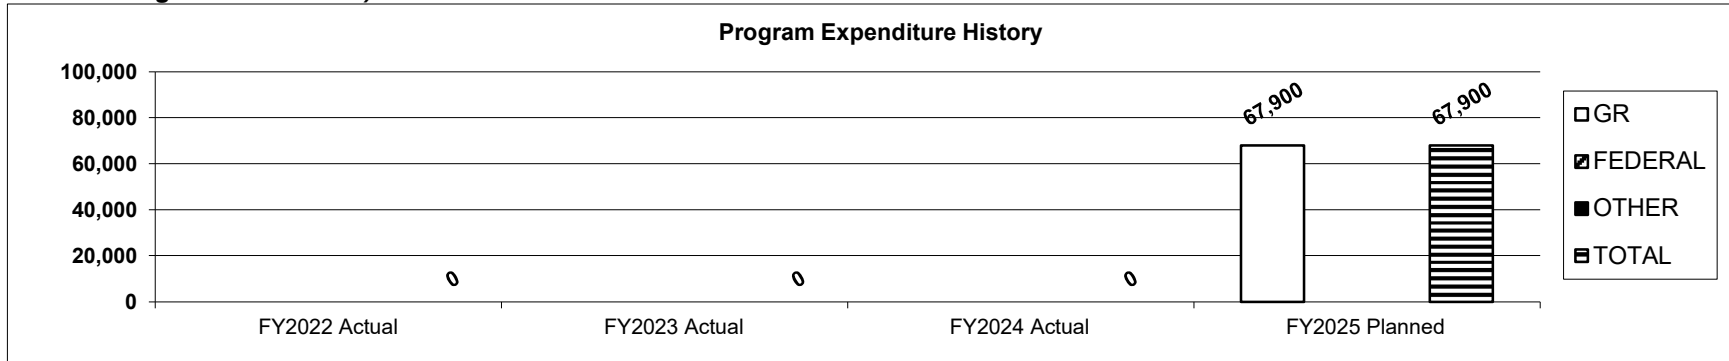 Program Expenditure History
100,000
80,000
60,000
40,000
20,000
0
67,900
67,900
0
0
0
FY2022 Actual
FY2023 Actual
FY2024 Actual
FY2025 Planned
GR
FEDERAL
OTHER
TOTAL